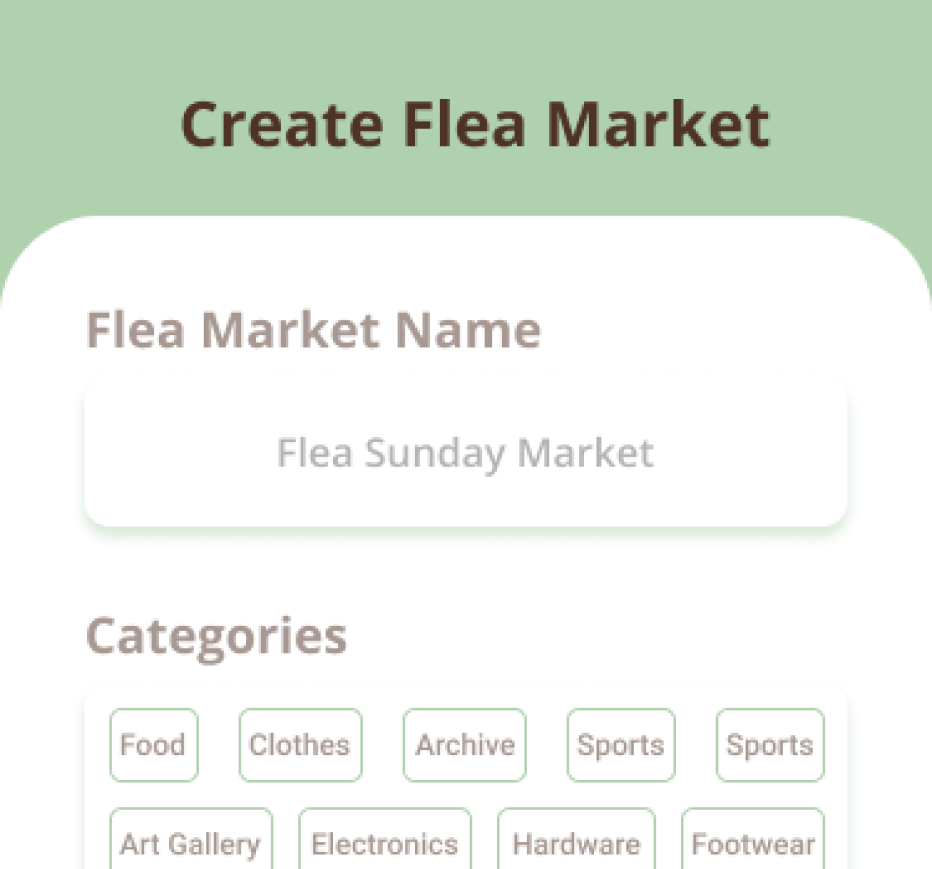 Create Flea Market
Flea Market Name
Flea Sunday Market
Categories
Food Clothes Archive Sports Sports
Art Gallery Electronics Hardware Footwear